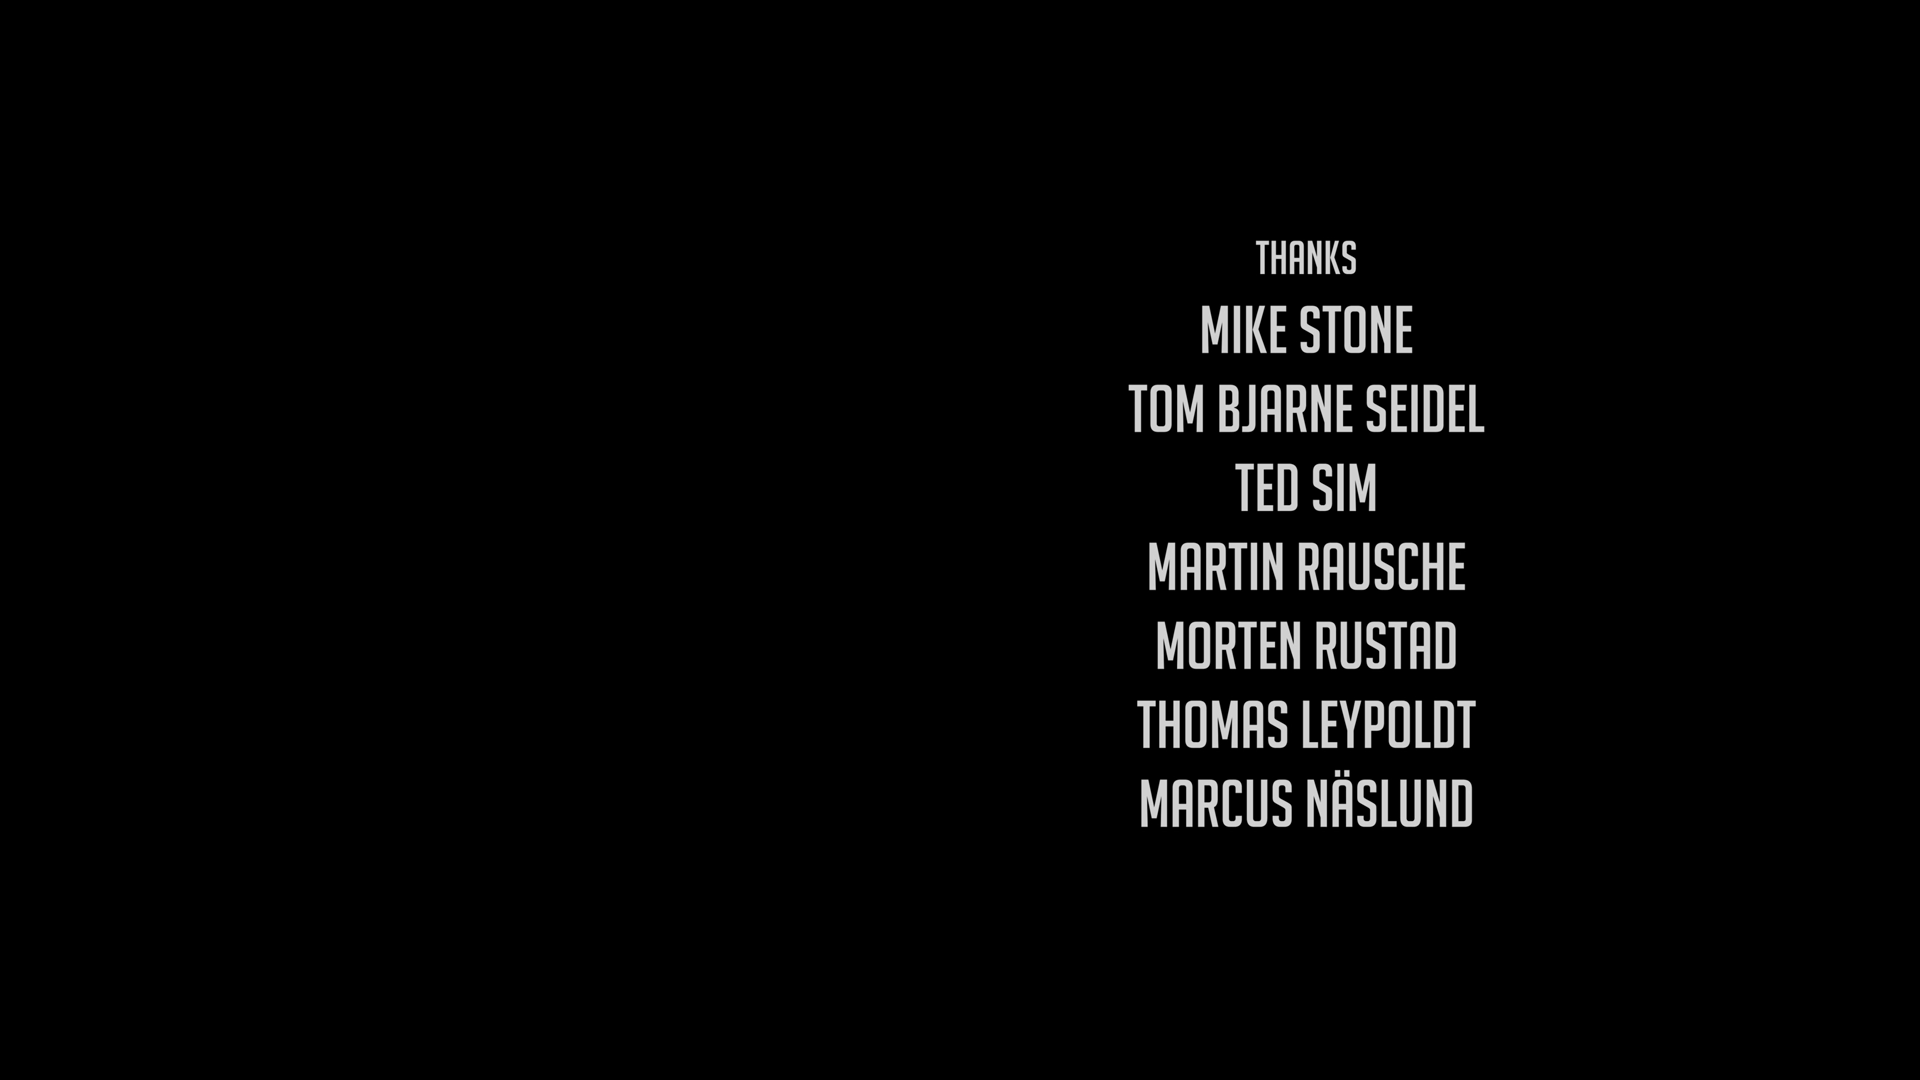 THANKS
MIKE STONE
TOM BJARNE SEIDEL
TED SIM
MARTIN RAUSCHE
MORTEN RUSTAD
THOMAS LEYPOLDT
MARCUS NÄSLUND